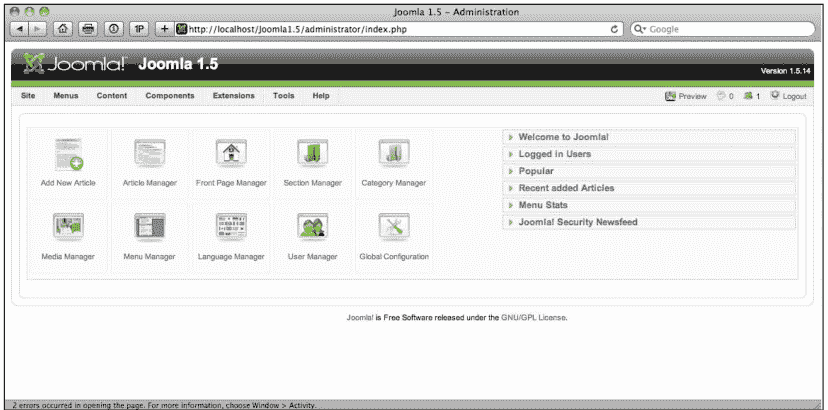 Joomla 1.5 - Administration
1P + http://localhost/Joomla1.5/administrator/index.php Google
Joomla! Joomla 1.5
Version 1.5.14
Site Menus Content Components Extensions Tools Help Preview 0 1 Logout
Add New Article Article Manager Front Page Manager Section Manager Category Manager
Media Manager Menu Manager Language Manager User Manager Global Configuration
Welcome to Joomla!
Logged in Users
Popular
Recent added Articles
Menu Stats
Joomla! Security Newsfeed
Joomla! is Free Software released under the GNU/GPL License.
2 errors occurred in opening the page. For more information, choose Window > Activity.